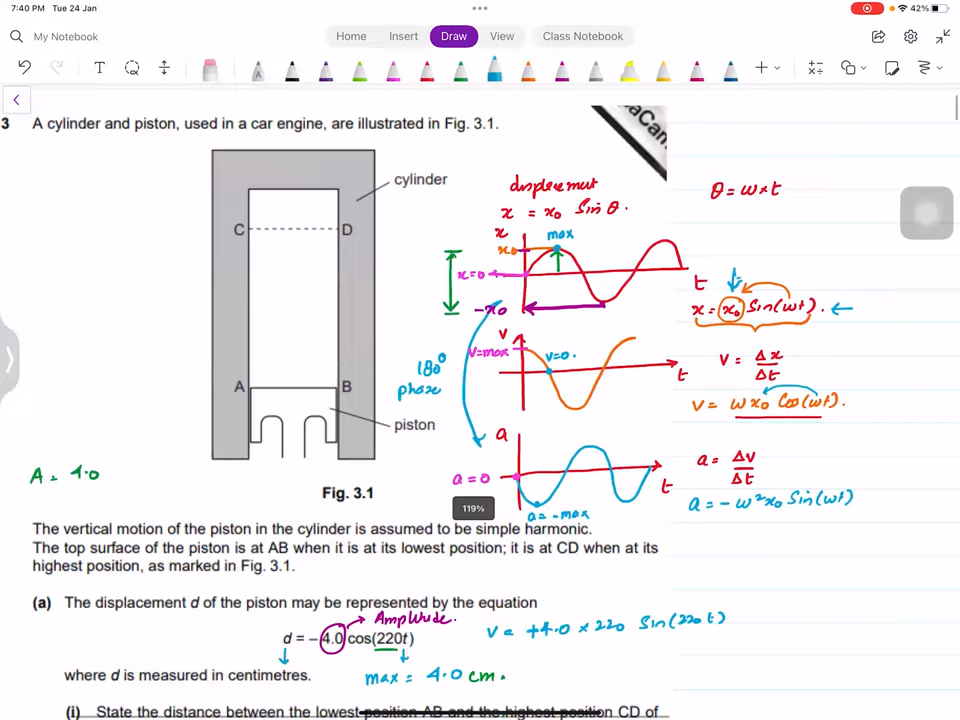 7:40 PM Tue 24 Jan
42%
My Notebook
Home Insert Draw View Class Notebook
3 A cylinder and piston, used in a car engine, are illustrated in Fig. 3.1.
aCam
cylinder
C D
A B
piston
Fig. 3.1
A = 4.0
displacement
x = x₀ Sin θ.
θ = ω × t
x
max
x₀
x=0
-x₀
t
x = x₀ Sin(ωt).
180°
phase
v
v=max
v=0.
t
v = Δx
Δt
v = ωx₀ Cos(ωt).
a
a=0
t
a=-max
a = Δv
Δt
a = -ω²x₀ Sin(ωt)
119%
The vertical motion of the piston in the cylinder is assumed to be simple harmonic.
The top surface of the piston is at AB when it is at its lowest position; it is at CD when at its
highest position, as marked in Fig. 3.1.
(a) The displacement d of the piston may be represented by the equation
Amplitude.
d = – 4.0 cos(220t)
v = +4.0 × 220 Sin(220t)
where d is measured in centimetres.
max = 4.0 cm.
(i) State the distance between the lowest position AB and the highest position CD of